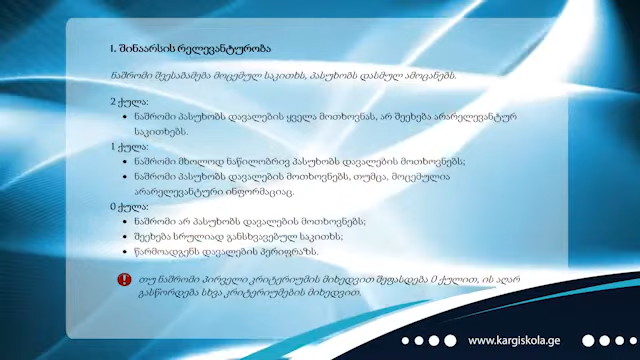 1. შინაარსის რელევანტურობა
ნაშრომი შეესაბამება მოცემულ საკითხს, პასუხობს დასმულ ამოცანებს.
2 ქულა:
• ნაშრომი პასუხობს დავალების ყველა მოთხოვნას, არ შეეხება არარელევანტურ
საკითხებს.
1 ქულა:
• ნაშრომი მხოლოდ ნაწილობრივ პასუხობს დავალების მოთხოვნებს;
• ნაშრომი პასუხობს დავალების მოთხოვნებს, თუმცა, მოცემულია
არარელევანტური ინფორმაციაც.
0 ქულა:
• ნაშრომი არ პასუხობს დავალების მოთხოვნებს;
• შეეხება სრულიად განსხვავებულ საკითხს;
• წარმოადგენს დავალების პერიფრაზს.
! თუ ნაშრომი პირველი კრიტერიუმის მიხედვით შეფასდება 0 ქულით, ის აღარ
გასწორდება სხვა კრიტერიუმების მიხედვით.
www.kargiskola.ge